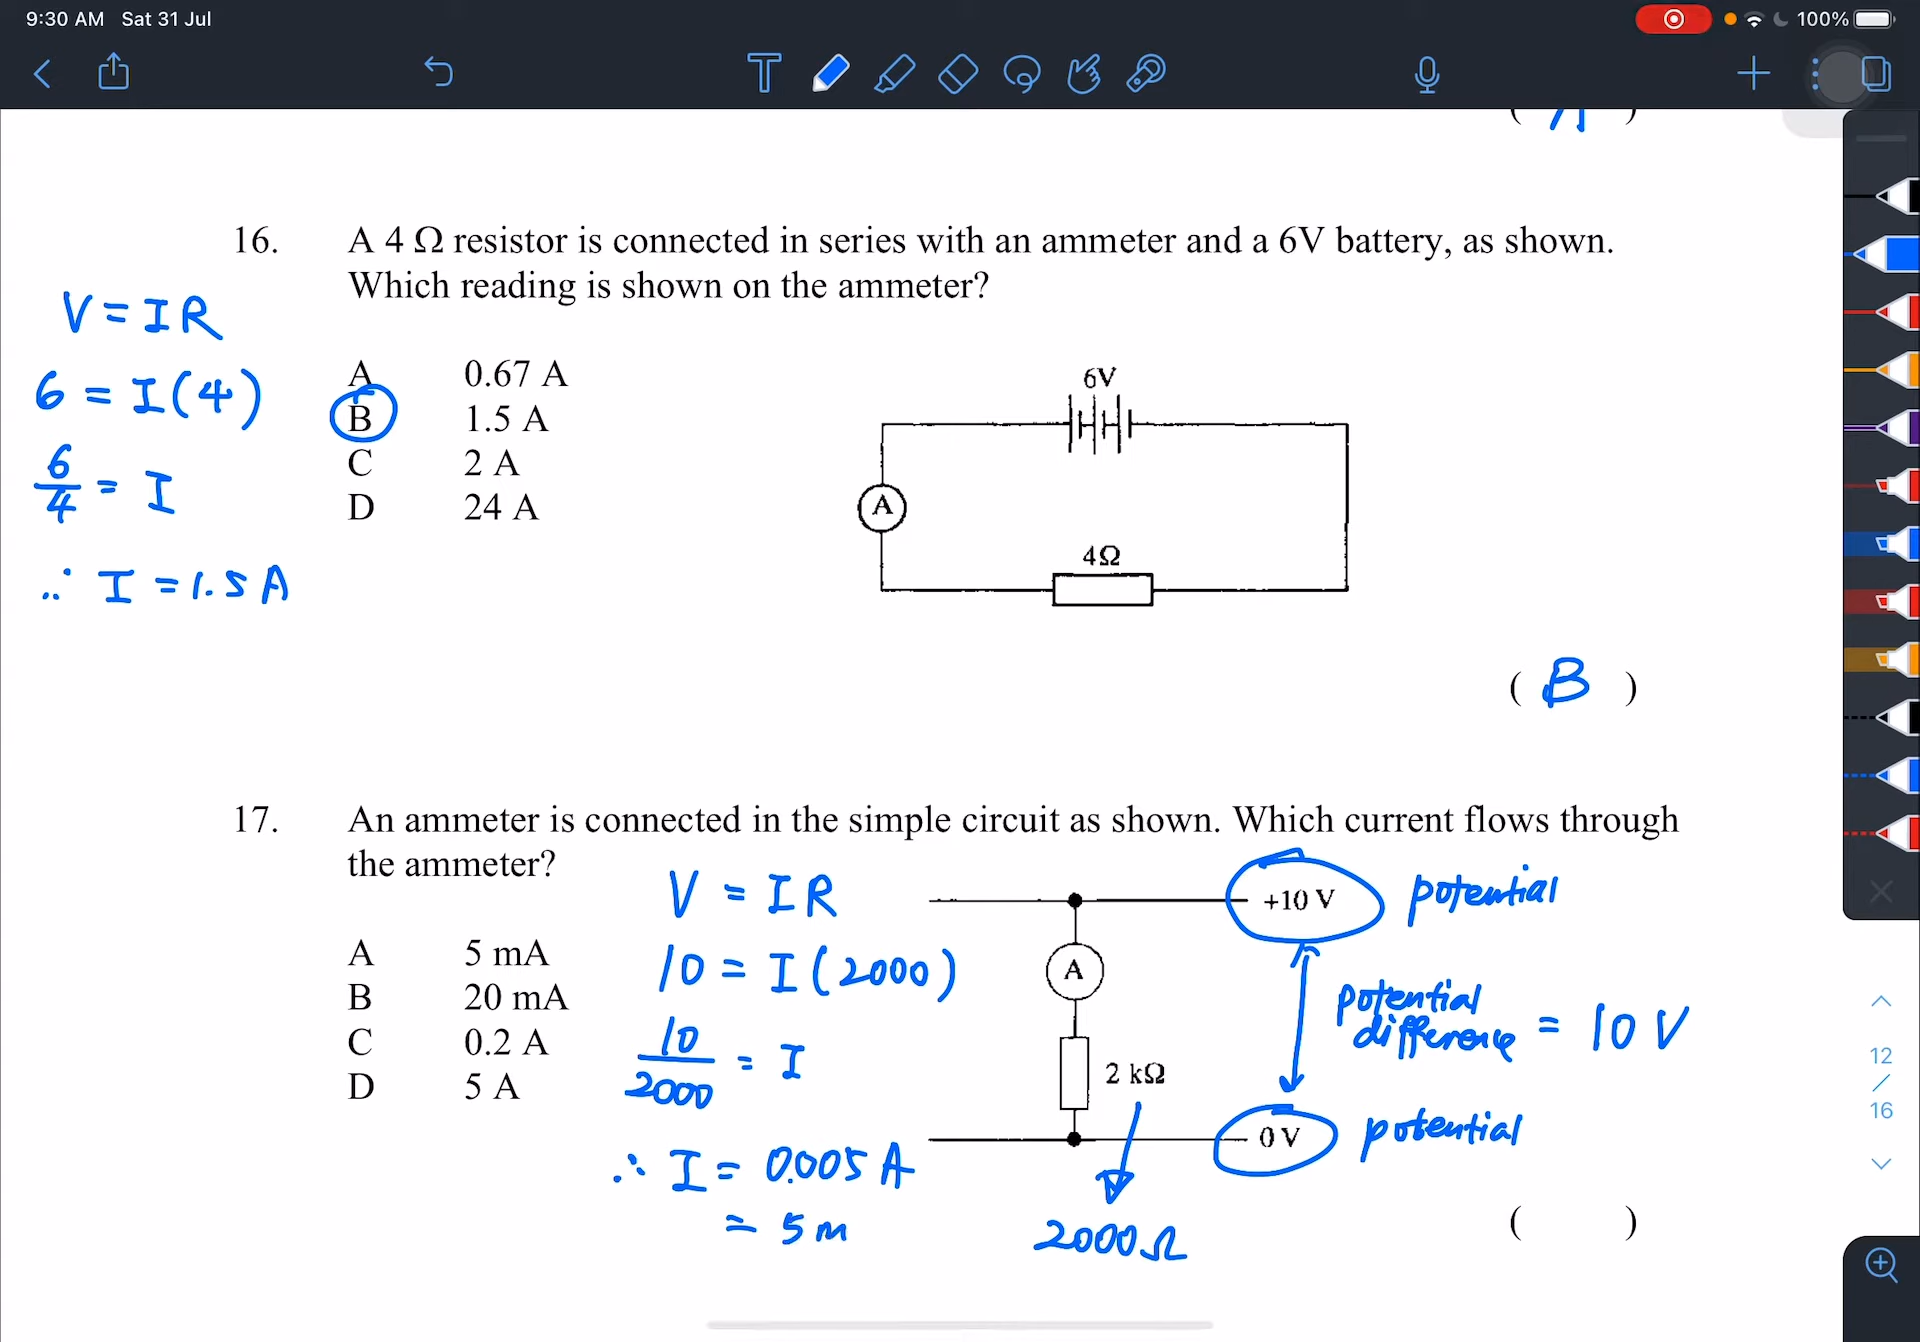 9:30 AM Sat 31 Jul
100%
( A )
16. A 4 Ω resistor is connected in series with an ammeter and a 6V battery, as shown.
Which reading is shown on the ammeter?
V = I R
6 = I ( 4 )
6/4 = I
∴ I = 1.5 A
A 0.67 A
B 1.5 A
C 2 A
D 24 A
6V
A
4Ω
( B )
17. An ammeter is connected in the simple circuit as shown. Which current flows through
the ammeter?
A 5 mA
B 20 mA
C 0.2 A
D 5 A
V = I R
10 = I ( 2000 )
10/2000 = I
∴ I = 0.005 A
= 5 m
+10 V potential
A
potential
difference = 10 V
2 kΩ
0 V potential
2000 Ω
( )
12
/
16